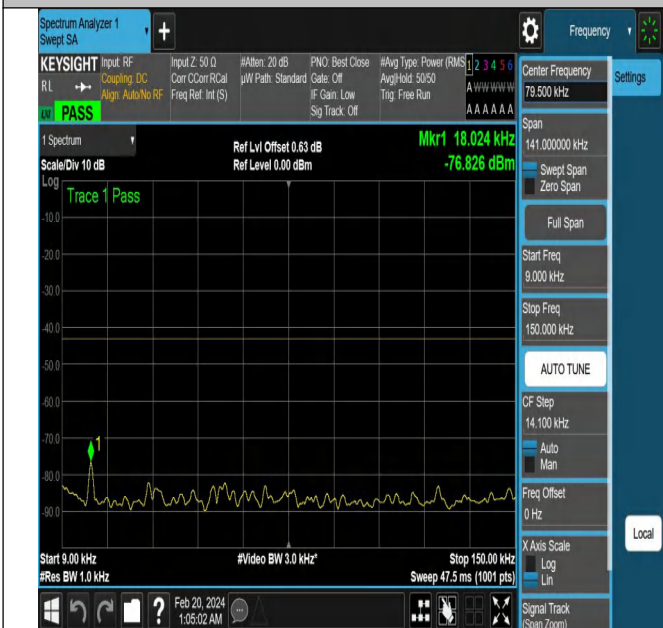 Spectrum Analyzer 1
Swept SA
+
Frequency
KEYSIGHT
RL
Input: RF
Coupling: DC
Align: Auto/No RF
Input Z: 50 Ω
Corr CCorr RCal
Freq Ref: Int (S)
#Atten: 20 dB
µW Path: Standard
PNO: Best Close
Gate: Off
IF Gain: Low
Sig Track: Off
#Avg Type: Power (RMS
Avg|Hold: 50/50
Trig: Free Run
1 2 3 4 5 6
A W W W W W
A A A A A A
LXI
PASS
1 Spectrum
Scale/Div 10 dB
Ref Lvl Offset 0.63 dB
Ref Level 0.00 dBm
Mkr1 18.024 kHz
-76.826 dBm
Log
Trace 1 Pass
-10.0
-20.0
-30.0
-40.0
-50.0
-60.0
-70.0
-80.0
-90.0
1
Start 9.00 kHz
#Res BW 1.0 kHz
#Video BW 3.0 kHz*
Stop 150.00 kHz
Sweep 47.5 ms (1001 pts)
?
Feb 20, 2024
1:05:02 AM
Center Frequency
79.500 kHz
Settings
Span
141.000000 kHz
Swept Span
Zero Span
Full Span
Start Freq
9.000 kHz
Stop Freq
150.000 kHz
AUTO TUNE
CF Step
14.100 kHz
Auto
Man
Freq Offset
0 Hz
X Axis Scale
Log
Lin
Signal Track
(Span Zoom)
Local